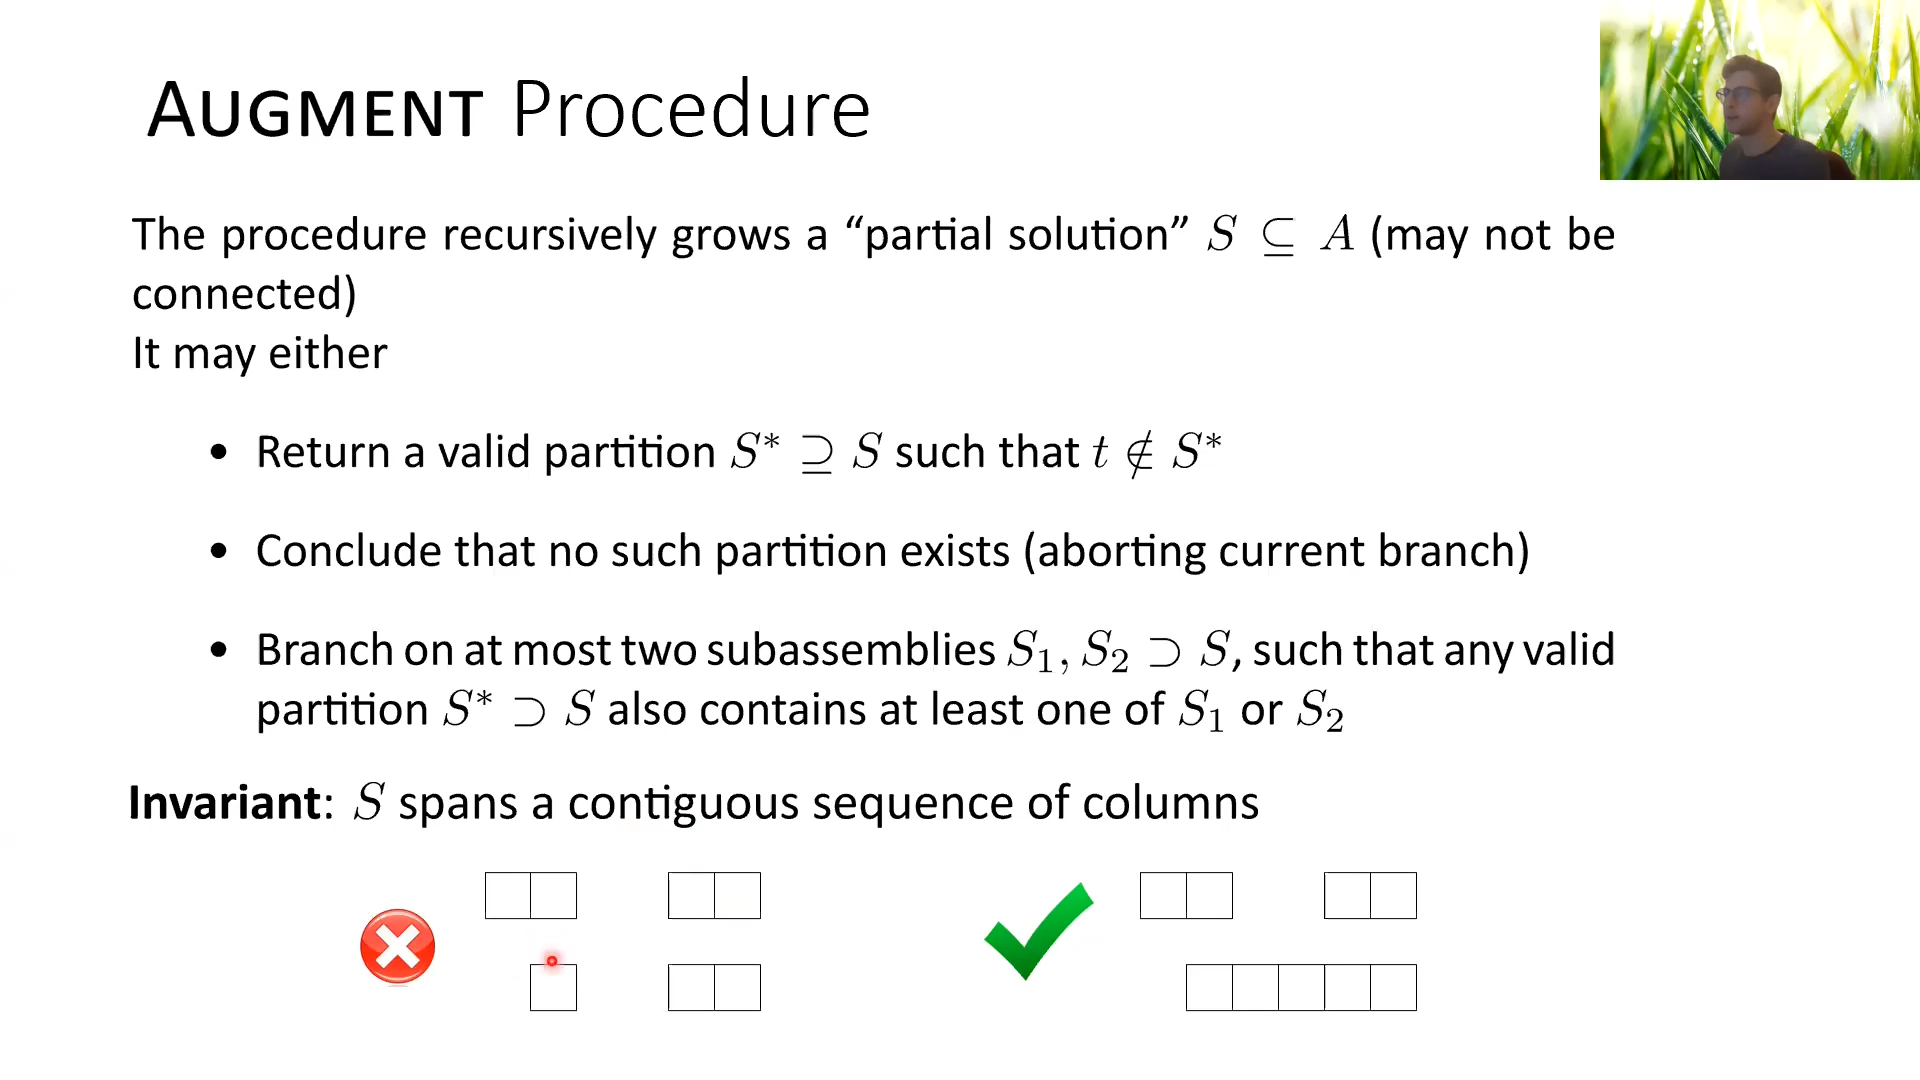 AUGMENT Procedure
The procedure recursively grows a “partial solution” S ⊆ A (may not be
connected)
It may either
• Return a valid partition S* ⊇ S such that t ∉ S*
• Conclude that no such partition exists (aborting current branch)
• Branch on at most two subassemblies S₁, S₂ ⊃ S, such that any valid
partition S* ⊃ S also contains at least one of S₁ or S₂
Invariant: S spans a contiguous sequence of columns